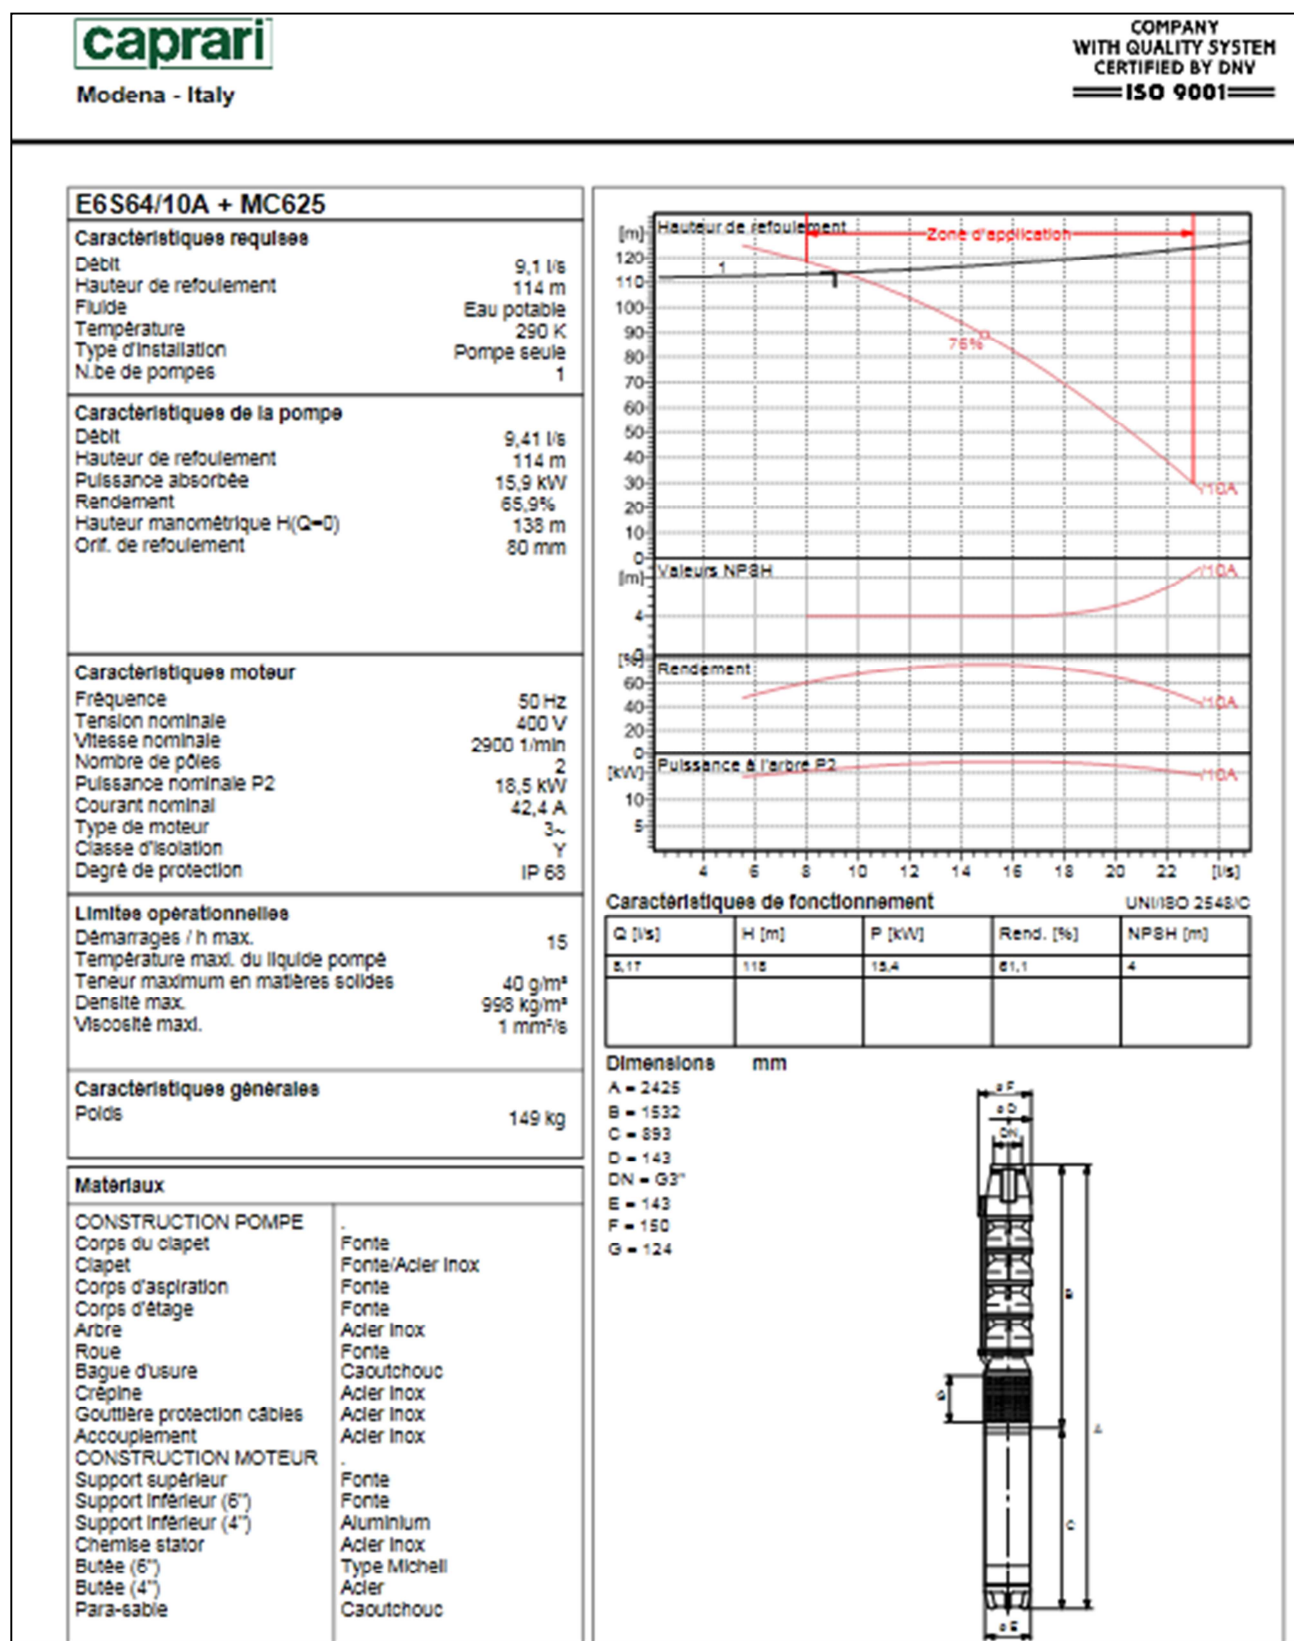 caprari
Modena - Italy
COMPANY
WITH QUALITY SYSTEM
CERTIFIED BY DNV
ISO 9001
E6S64/10A + MC625
Caractéristiques requises
Débit 9,1 l/s
Hauteur de refoulement 114 m
Fluide Eau potable
Température 290 K
Type d'installation Pompe seule
N.be de pompes 1
Caractéristiques de la pompe
Débit 9,41 l/s
Hauteur de refoulement 114 m
Puissance absorbée 15,9 kW
Rendement 65,9%
Hauteur manométrique H(Q=0) 138 m
Orif. de refoulement 80 mm
Caractéristiques moteur
Fréquence 50 Hz
Tension nominale 400 V
Vitesse nominale 2900 1/min
Nombre de pôles 2
Puissance nominale P2 18,5 kW
Courant nominal 42,4 A
Type de moteur 3~
Classe d'isolation Y
Degré de protection IP 68
Limites opérationnelles
Démarrages / h max. 15
Température maxi. du liquide pompé
Teneur maximum en matières solides 40 g/m³
Densité max. 998 kg/m³
Viscosité maxi. 1 mm²/s
Caractéristiques générales
Poids 149 kg
Matériaux
CONSTRUCTION POMPE .
Corps du clapet Fonte
Clapet Fonte/Acier Inox
Corps d'aspiration Fonte
Corps d'étage Fonte
Arbre Acier Inox
Roue Fonte
Bague d'usure Caoutchouc
Crépine Acier Inox
Gouttière protection câbles Acier Inox
Accouplement Acier Inox
CONSTRUCTION MOTEUR .
Support supérieur Fonte
Support inférieur (6") Fonte
Support inférieur (4") Aluminium
Chemise stator Acier Inox
Butée (6") Type Michell
Butée (4") Acier
Para-sable Caoutchouc
[m] Hauteur de refoulement
Zone d'application
120
110
100
90
80
70
60
50
40
30
20
10
0
1
76%
/10A
[m] Valeurs NPSH
4
/10A
[%] Rendement
60
40
20
0
/10A
[kW] Puissance à l'arbre P2
10
5
/10A
4 6 8 10 12 14 16 18 20 22 [l/s]
Caractéristiques de fonctionnement UNI/ISO 2548/C
Q [l/s] H [m] P [kW] Rend. [%] NPSH [m]
8,17 118 15,4 61,1 4
Dimensions mm
A = 2425
B = 1532
C = 893
D = 143
DN = G3"
E = 143
F = 150
G = 124
ø F
ø D
DN
B
G
A
C
ø E